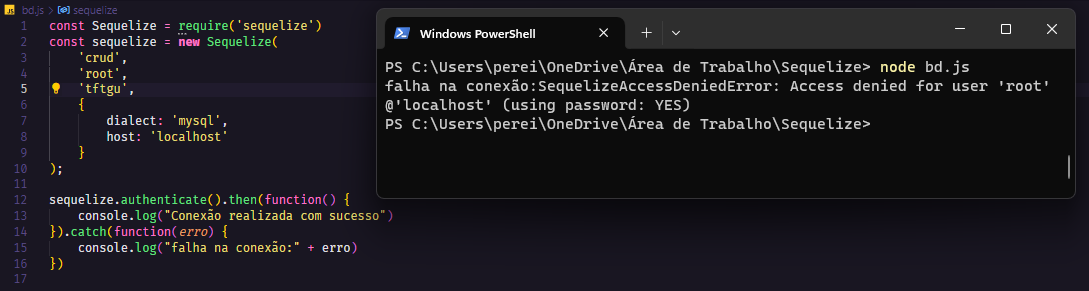 bd.js > sequelize
1 const Sequelize = require('sequelize')
2 const sequelize = new Sequelize(
3 'crud',
4 'root',
5 'tftgu',
6 {
7 dialect: 'mysql',
8 host: 'localhost'
9 }
10 );
11
12 sequelize.authenticate().then(function() {
13 console.log("Conexão realizada com sucesso")
14 }).catch(function(erro) {
15 console.log("falha na conexão:" + erro)
16 })
17
Windows PowerShell
PS C:\Users\perei\OneDrive\Área de Trabalho\Sequelize> node bd.js
falha na conexão:SequelizeAccessDeniedError: Access denied for user 'root'
@'localhost' (using password: YES)
PS C:\Users\perei\OneDrive\Área de Trabalho\Sequelize>